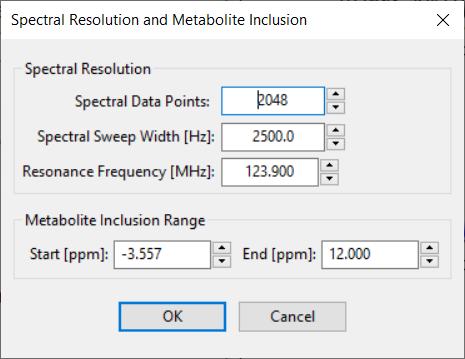 Spectral Resolution and Metabolite Inclusion
Spectral Resolution
Spectral Data Points: 2048
Spectral Sweep Width [Hz]: 2500.0
Resonance Frequency [MHz]: 123.900
Metabolite Inclusion Range
Start [ppm]: -3.557 End [ppm]: 12.000
OK Cancel